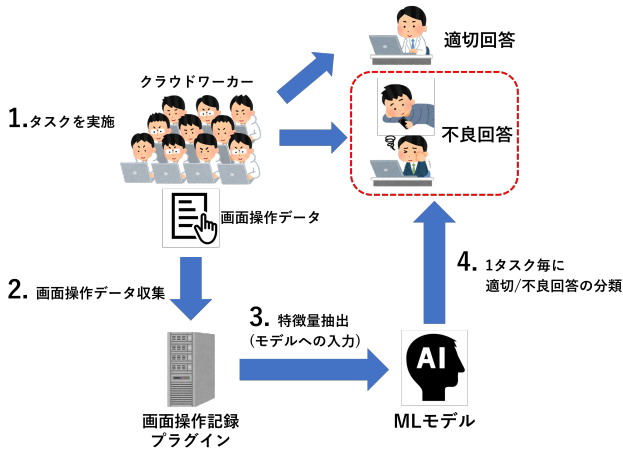 適切回答
クラウドワーカー
1.タスクを実施
不良回答
画面操作データ
2. 画面操作データ収集
4. 1タスク毎に
適切/不良回答の分類
3. 特徴量抽出
(モデルへの入力)
AI
画面操作記録
プラグイン
MLモデル